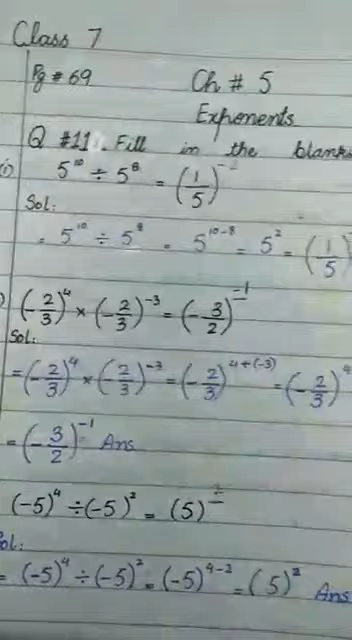 Class 7
Pg # 69 Ch # 5
Exponents
Q #11. Fill in the blanks
(i) 5¹⁰ ÷ 5⁸ = (1/5)⁻²
Sol:
= 5¹⁰ ÷ 5⁸ = 5¹⁰⁻⁸ = 5² = (1/5)
(-2/3)⁴ × (-2/3)⁻³ = (-3/2)⁻¹
Sol:
= (-2/3)⁴ × (-2/3)⁻³ = (-2/3)⁴⁺⁽⁻³⁾ = (-2/3)⁴
= (-3/2)⁻¹ Ans
(-5)⁴ ÷ (-5)² = (5)²
Sol:
= (-5)⁴ ÷ (-5)² = (-5)⁴⁻² = (5)² Ans